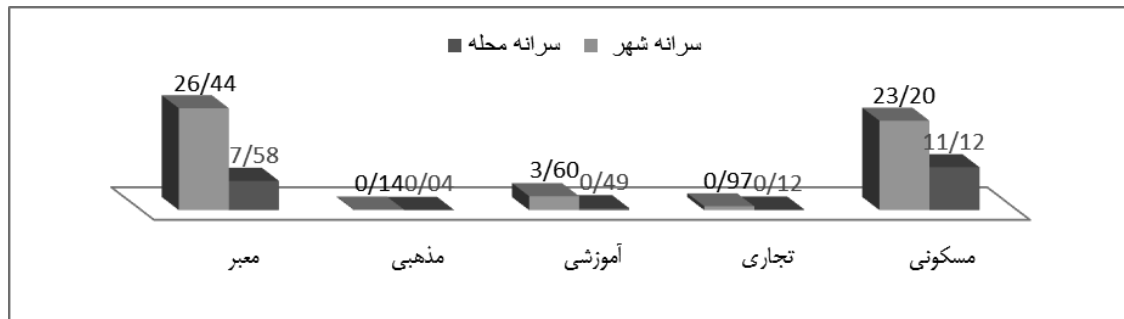 سرانه شهر سرانه محله
26/44 7/58 0/14 0/04 3/60 0/49 0/97 0/12 23/20 11/12
مسکونی تجاری آموزشی مذهبی معبر